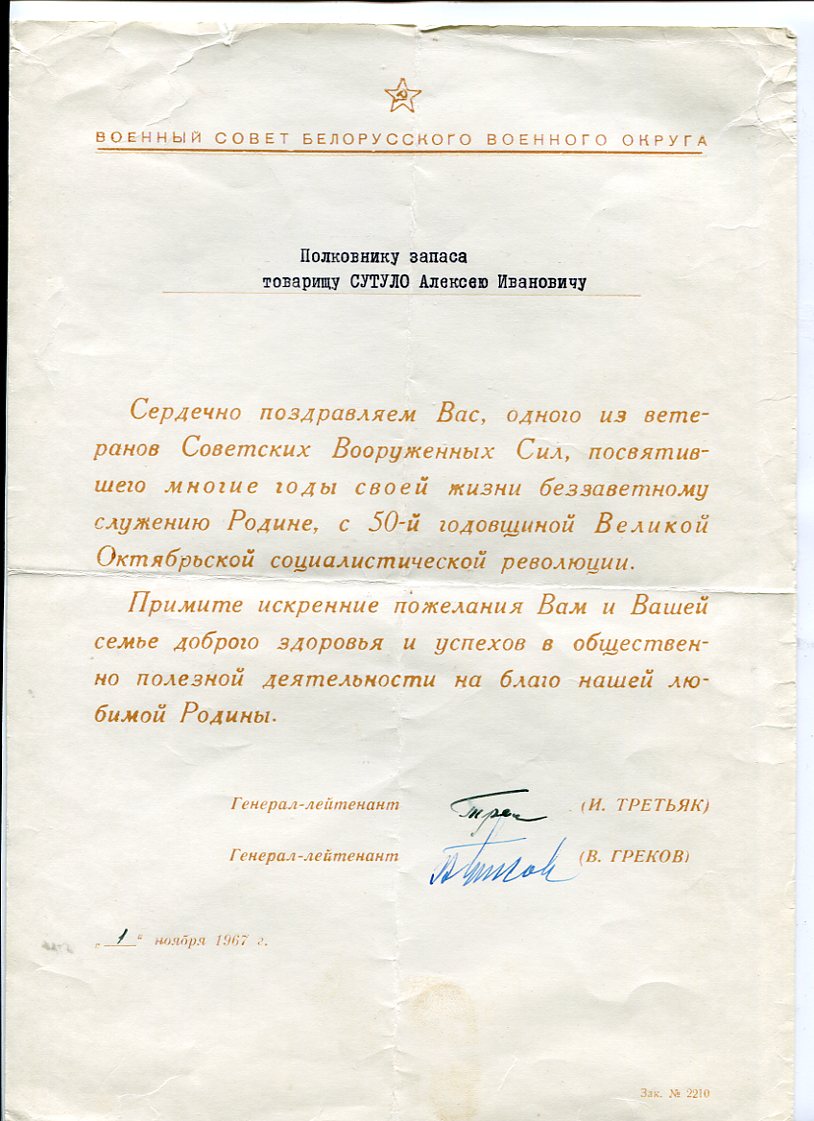 ВОЕННЫЙ СОВЕТ БЕЛОРУССКОГО ВОЕННОГО ОКРУГА
Полковнику запаса
товарищу СУТУЛО Алексею Ивановичу
Сердечно поздравляем Вас, одного из вете-
ранов Советских Вооруженных Сил, посвятив-
шего многие годы своей жизни беззаветному
служению Родине, с 50-й годовщиной Великой
Октябрьской социалистической революции.
Примите искренние пожелания Вам и Вашей
семье доброго здоровья и успехов в обществен-
но полезной деятельности на благо нашей лю-
бимой Родины.
Генерал-лейтенант (И. ТРЕТЬЯК)
Генерал-лейтенант (В. ГРЕКОВ)
„1“ ноября 1967 г.
Зак. № 2210